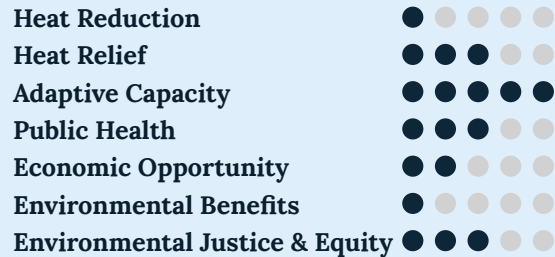 Heat Reduction
Heat Relief
Adaptive Capacity
Public Health
Economic Opportunity
Environmental Benefits
Environmental Justice & Equity